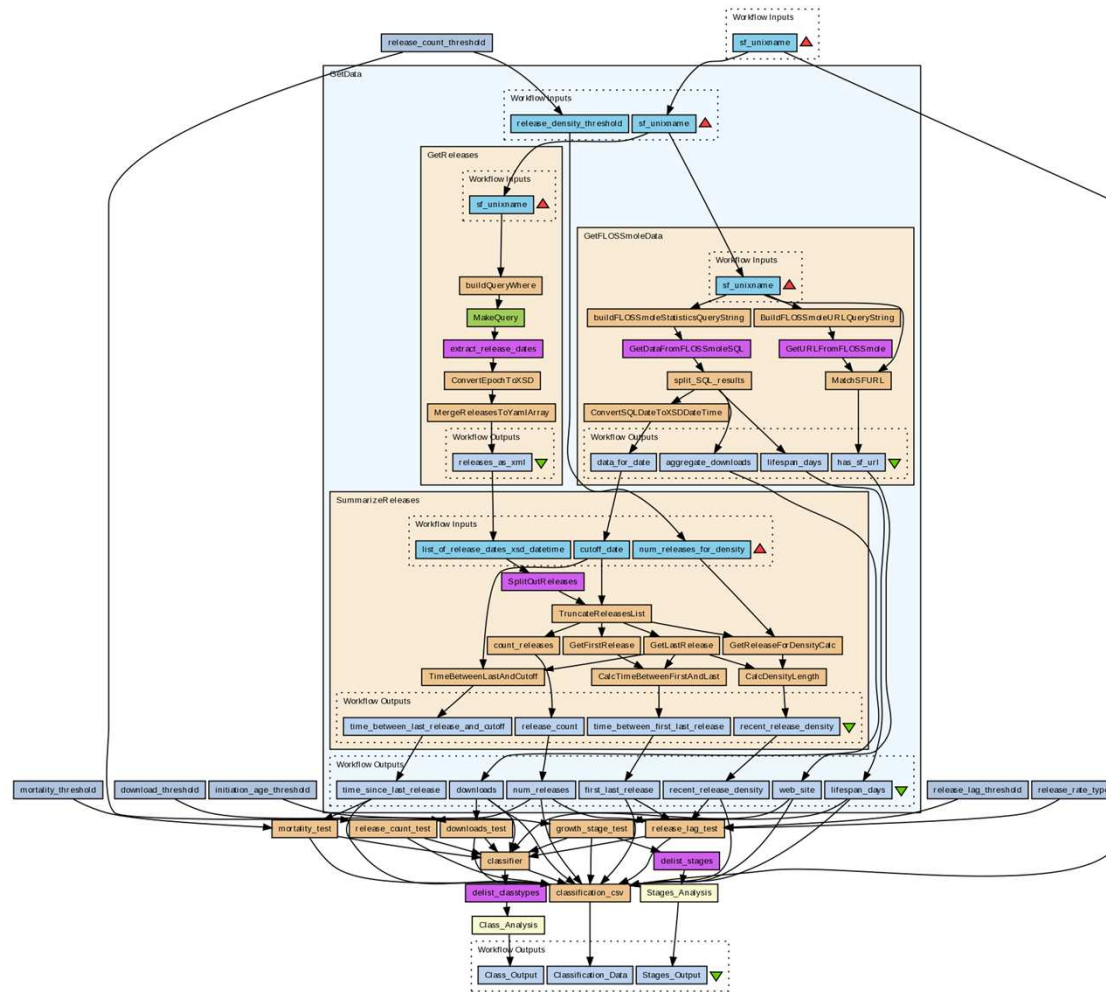 Workflow Inputs
release_count_threshold
sf_unixname
GetData
Workflow Inputs
release_density_threshold
sf_unixname
GetReleases
Workflow Inputs
sf_unixname
GetFLOSSmoleData
Workflow Inputs
sf_unixname
buildQueryWhere
MakeQuery
buildFLOSSmoleStatisticsQueryString
BuildFLOSSmoleURLQueryString
extract_release_dates
GetDataFromFLOSSmoleSQL
GetURLFromFLOSSmole
ConvertEpochToXSD
split_SQL_results
MatchSFURL
MergeReleasesToYamlArray
ConvertSQLDateToXSDDateTime
Workflow Outputs
releases_as_xml
Workflow Outputs
data_for_date
aggregate_downloads
lifespan_days
has_sf_url
SummarizeReleases
Workflow Inputs
list_of_release_dates_xsd_datetime
cutoff_date
num_releases_for_density
SplitOutReleases
TruncateReleasesList
count_releases
GetFirstRelease
GetLastRelease
GetReleaseForDensityCalc
TimeBetweenLastAndCutoff
CalcTimeBetweenFirstAndLast
CalcDensityLength
Workflow Outputs
time_between_last_release_and_cutoff
release_count
time_between_first_last_release
recent_release_density
Workflow Outputs
time_since_last_release
downloads
num_releases
first_last_release
recent_release_density
web_site
lifespan_days
mortality_threshold
download_threshold
initiation_age_threshold
release_lag_threshold
release_rate_type
mortality_test
release_count_test
downloads_test
growth_stage_test
release_lag_test
classifier
delist_stages
delist_classtypes
classification_csv
Stages_Analysis
Class_Analysis
Workflow Outputs
Class_Output
Classification_Data
Stages_Output